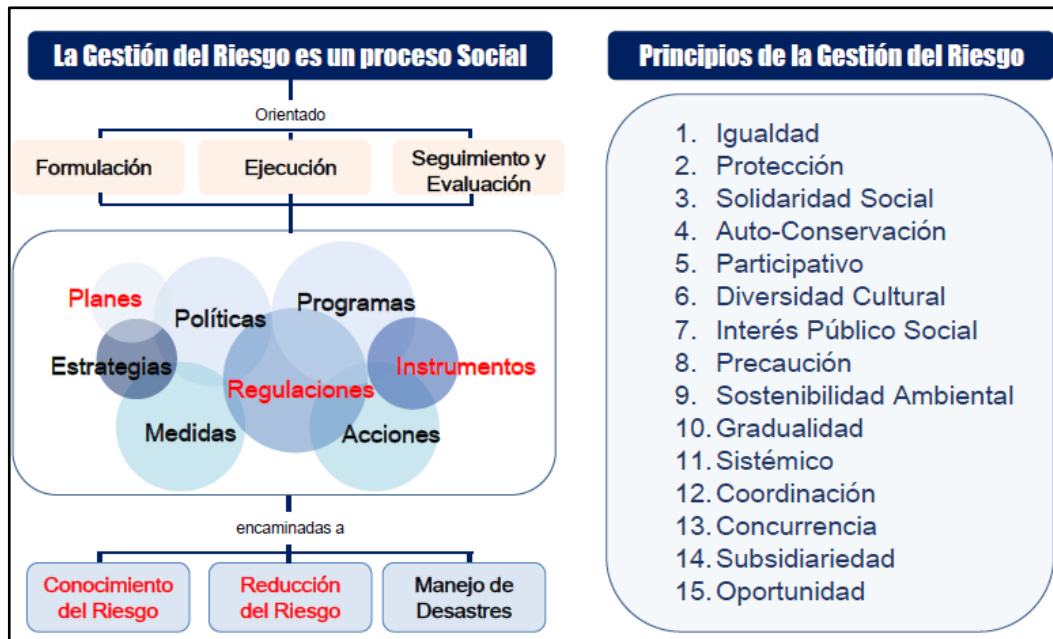 La Gestión del Riesgo es un proceso Social
Orientado
Formulación
Ejecución
Seguimiento y
Evaluación
Planes
Políticas
Programas
Estrategias
Regulaciones
Instrumentos
Medidas
Acciones
encaminadas a
Conocimiento
del Riesgo
Reducción
del Riesgo
Manejo de
Desastres
Principios de la Gestión del Riesgo
1. Igualdad
2. Protección
3. Solidaridad Social
4. Auto-Conservación
5. Participativo
6. Diversidad Cultural
7. Interés Público Social
8. Precaución
9. Sostenibilidad Ambiental
10. Gradualidad
11. Sistémico
12. Coordinación
13. Concurrencia
14. Subsidiariedad
15. Oportunidad